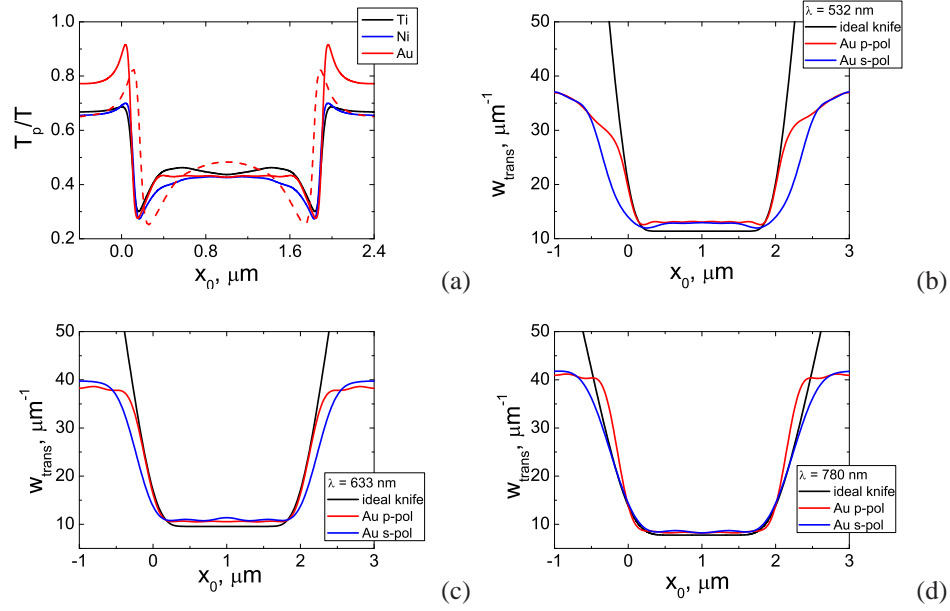 1.0
0.8
0.6
0.4
0.2
Tp/T
0.0 0.8 1.6 2.4
x0, μm
Ti
Ni
Au
(a)
50
40
30
20
10
wtrans, μm-1
-1 0 1 2 3
x0, μm
λ = 532 nm
ideal knife
Au p-pol
Au s-pol
(b)
50
40
30
20
10
wtrans, μm-1
-1 0 1 2 3
x0, μm
λ = 633 nm
ideal knife
Au p-pol
Au s-pol
(c)
50
40
30
20
10
wtrans, μm-1
-1 0 1 2 3
x0, μm
λ = 780 nm
ideal knife
Au p-pol
Au s-pol
(d)